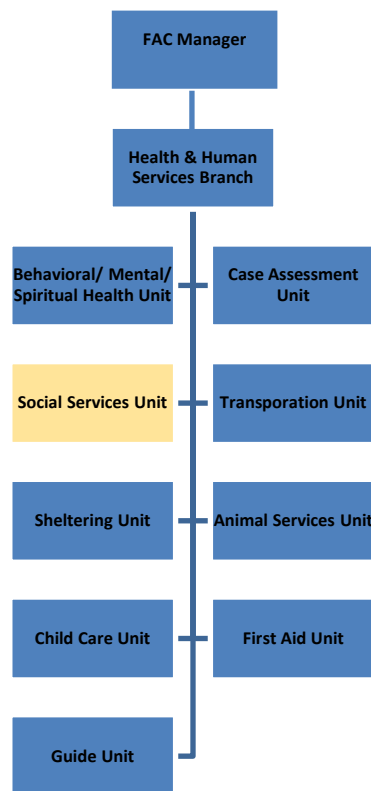 FAC Manager
Health & Human
Services Branch
Behavioral/ Mental/
Spiritual Health Unit
Case Assessment
Unit
Social Services Unit
Transporation Unit
Sheltering Unit
Animal Services Unit
Child Care Unit
First Aid Unit
Guide Unit